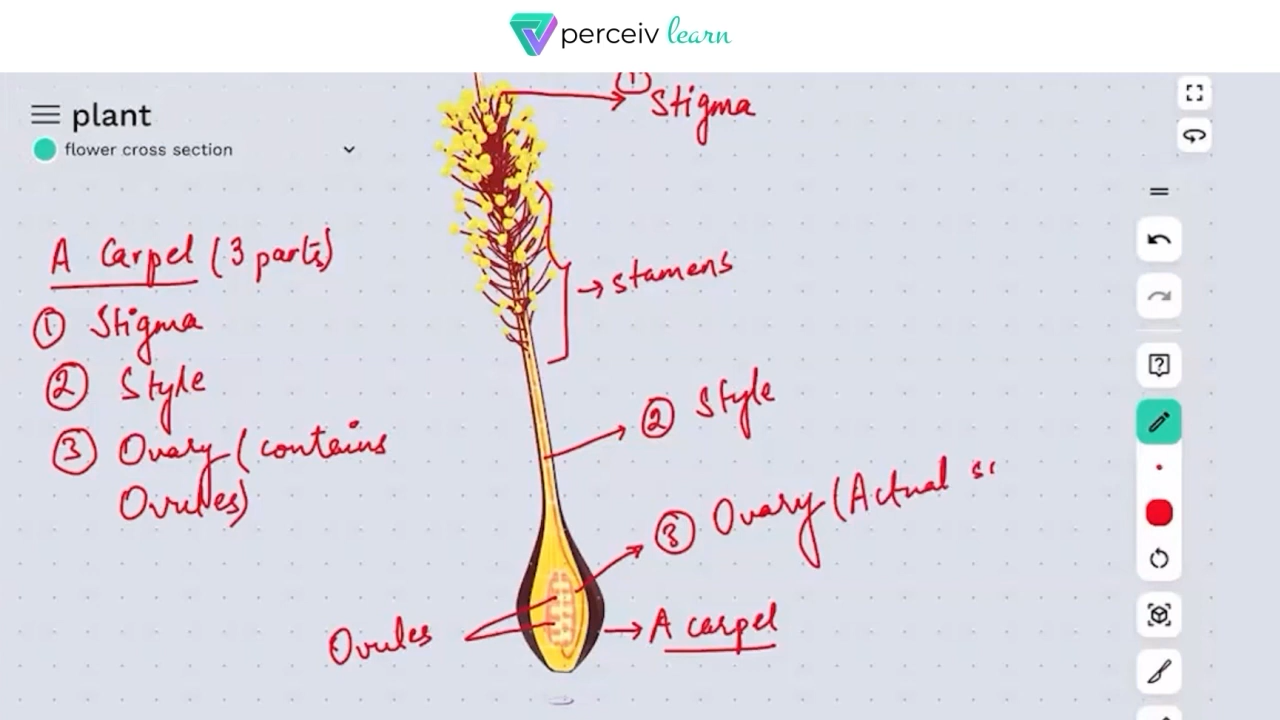 perceiv learn
plant
flower cross section
1 Stigma
A Carpel (3 parts)
1 Stigma
2 Style
3 Ovary (contains
Ovules)
→ stamens
2 Style
3 Ovary (Actual
Ovules
A carpel